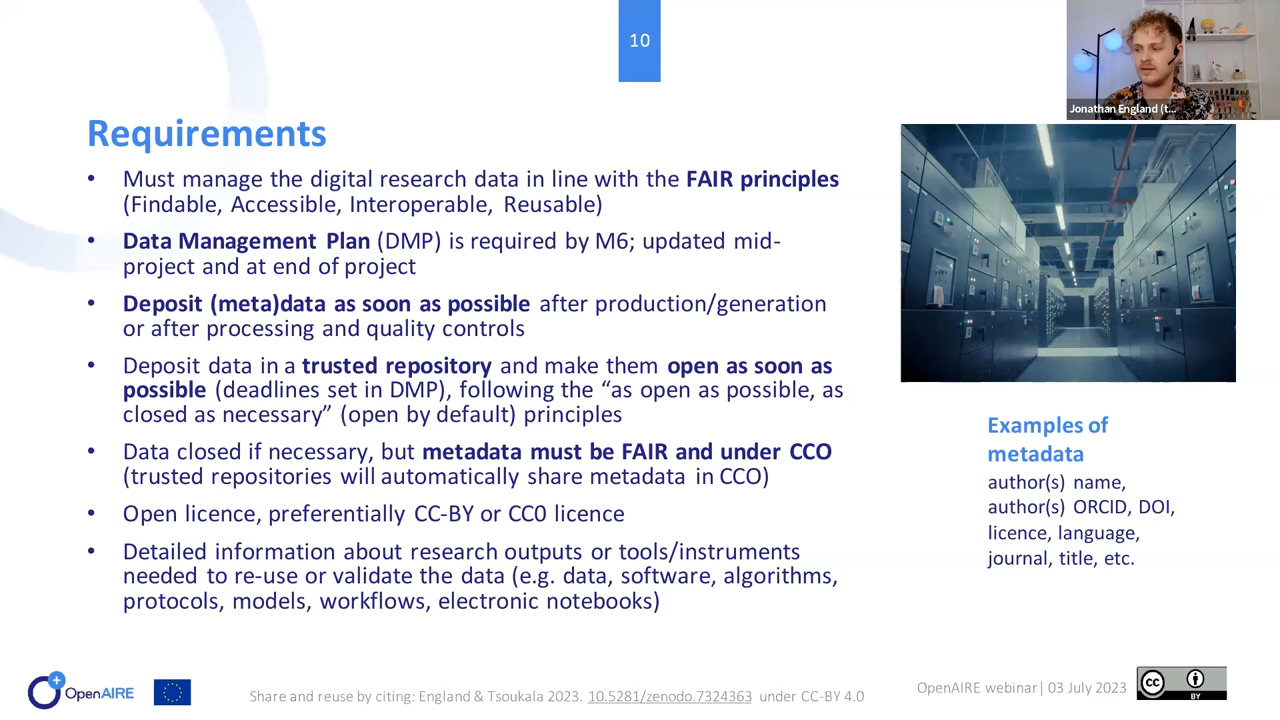 10
Jonathan England (t...
Requirements
• Must manage the digital research data in line with the FAIR principles
(Findable, Accessible, Interoperable, Reusable)
• Data Management Plan (DMP) is required by M6; updated mid-
project and at end of project
• Deposit (meta)data as soon as possible after production/generation
or after processing and quality controls
• Deposit data in a trusted repository and make them open as soon as
possible (deadlines set in DMP), following the “as open as possible, as
closed as necessary” (open by default) principles
• Data closed if necessary, but metadata must be FAIR and under CCO
(trusted repositories will automatically share metadata in CCO)
• Open licence, preferentially CC-BY or CC0 licence
• Detailed information about research outputs or tools/instruments
needed to re-use or validate the data (e.g. data, software, algorithms,
protocols, models, workflows, electronic notebooks)
Examples of
metadata
author(s) name,
author(s) ORCID, DOI,
licence, language,
journal, title, etc.
OpenAIRE
Share and reuse by citing: England & Tsoukala 2023. 10.5281/zenodo.7324363 under CC-BY 4.0
OpenAIRE webinar| 03 July 2023
cc
BY